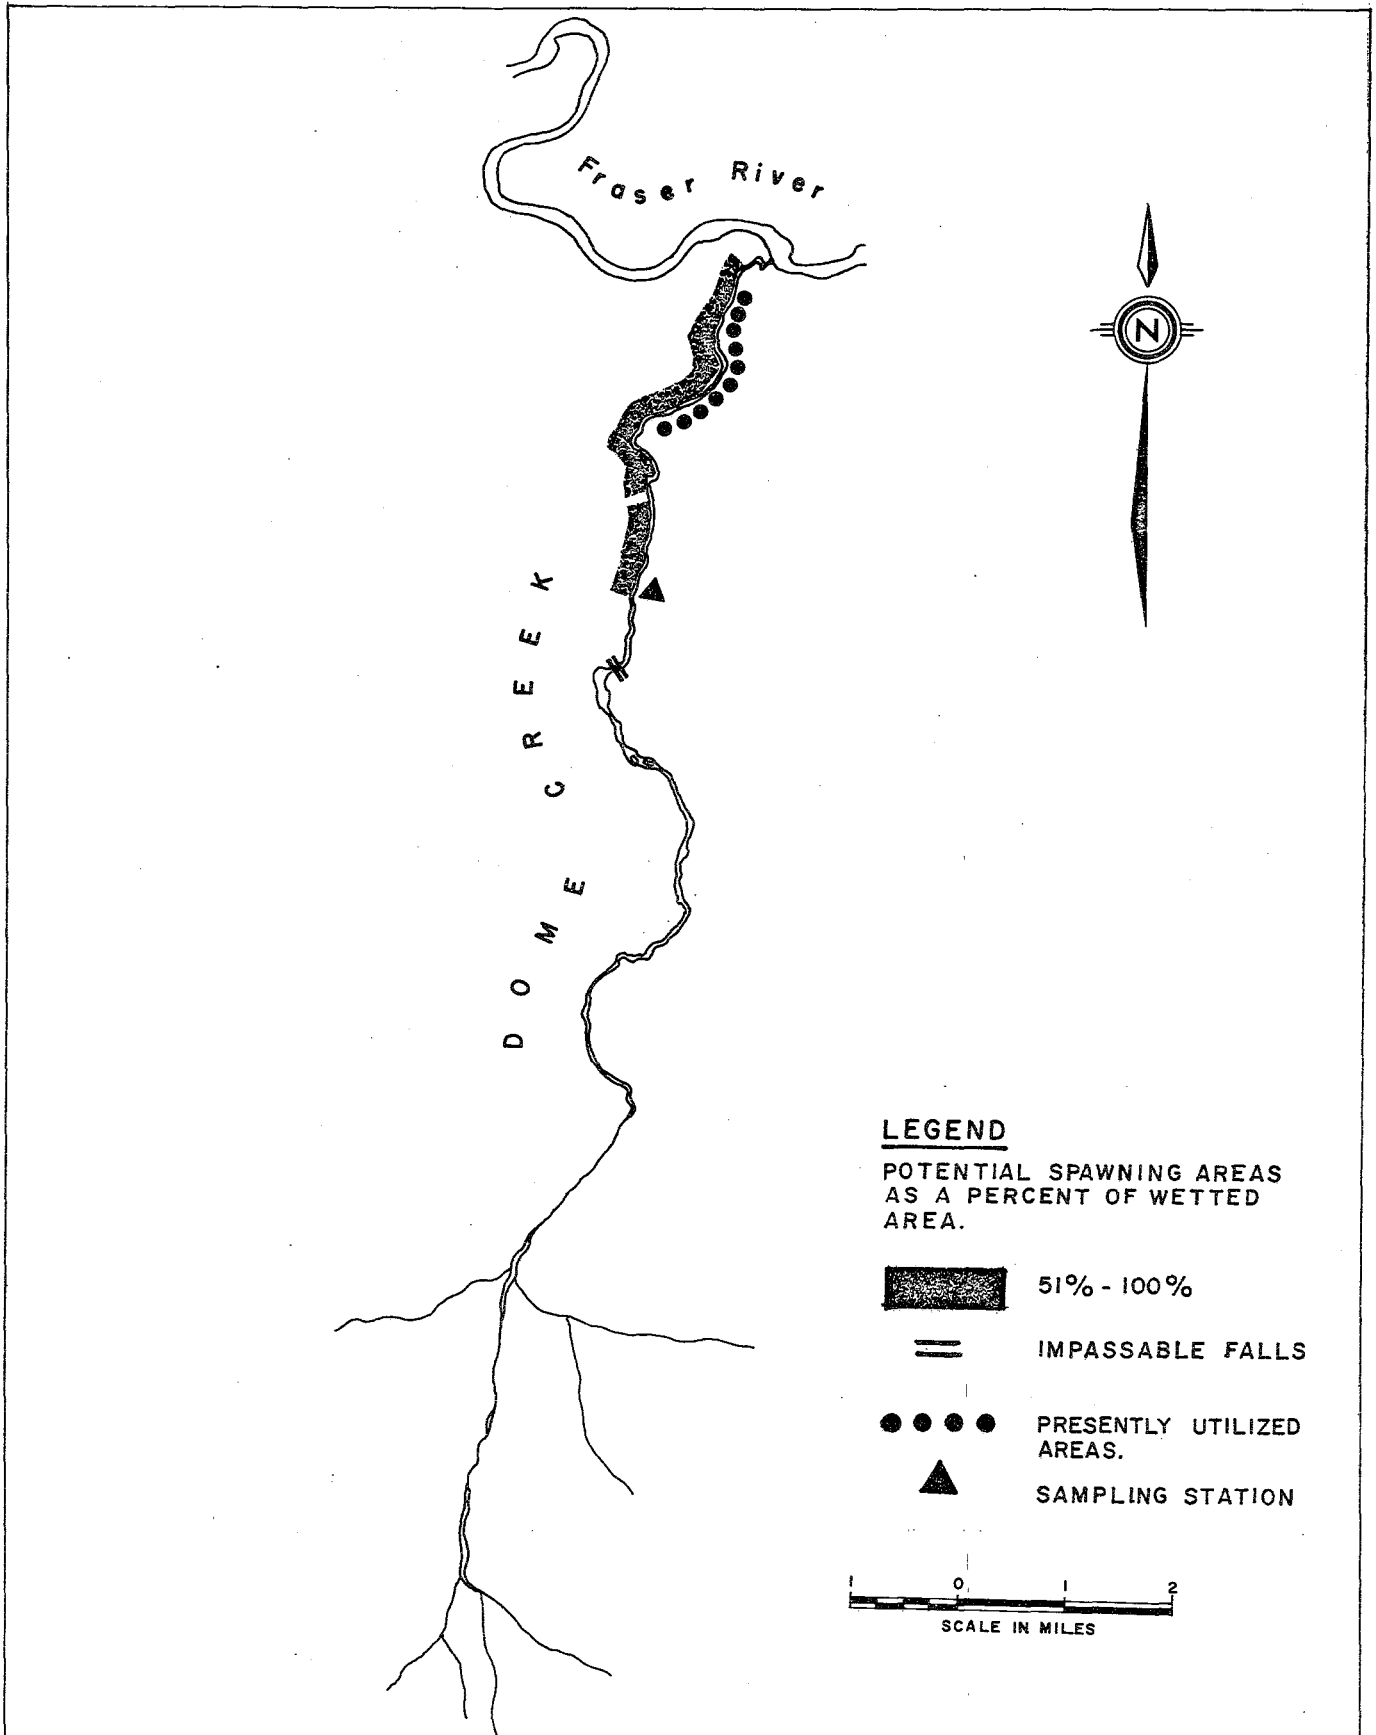 Fraser River
N
DOME CREEK
LEGEND
POTENTIAL SPAWNING AREAS
AS A PERCENT OF WETTED
AREA.
51% - 100%
IMPASSABLE FALLS
PRESENTLY UTILIZED
AREAS.
SAMPLING STATION
1 0 1 2
SCALE IN MILES